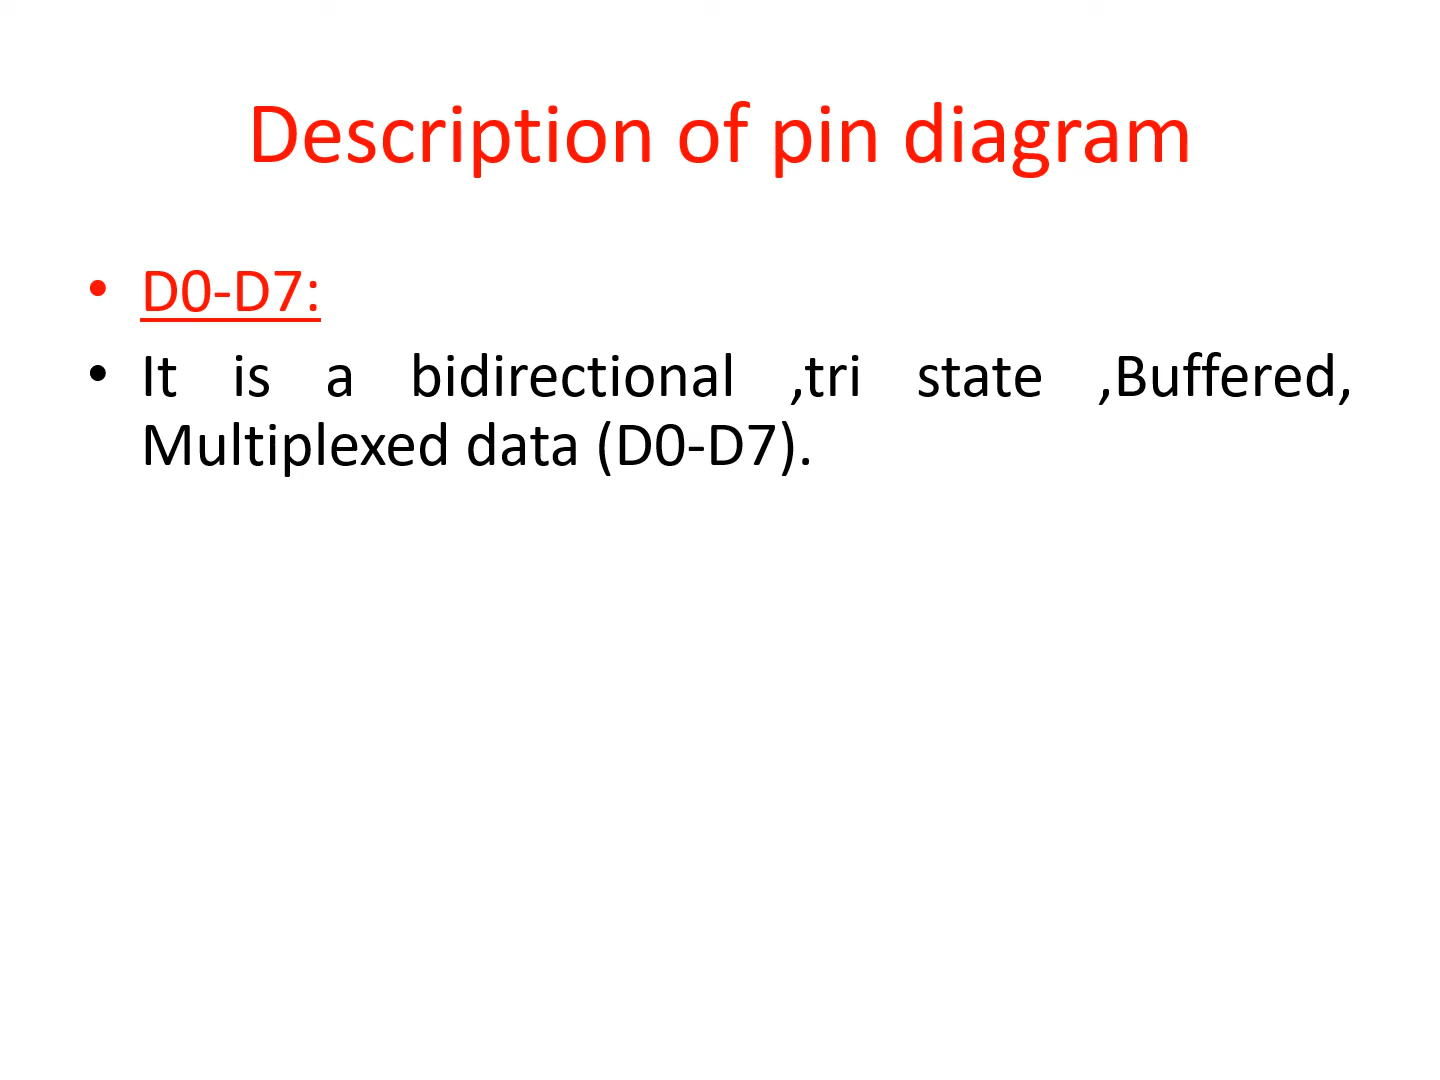 Description of pin diagram
• D0-D7:
• It is a bidirectional ,tri state ,Buffered,
Multiplexed data (D0-D7).